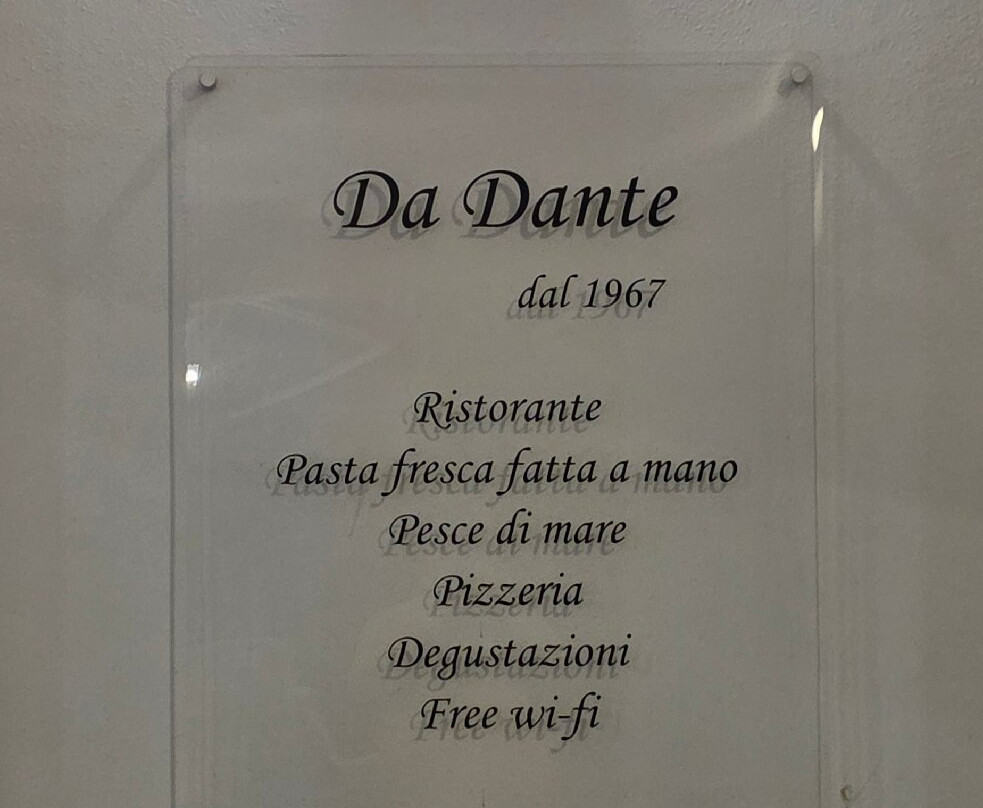 Da Dante
dal 1967
Ristorante
Pasta fresca fatta a mano
Pesce di mare
Pizzeria
Degustazioni
Free wi-fi